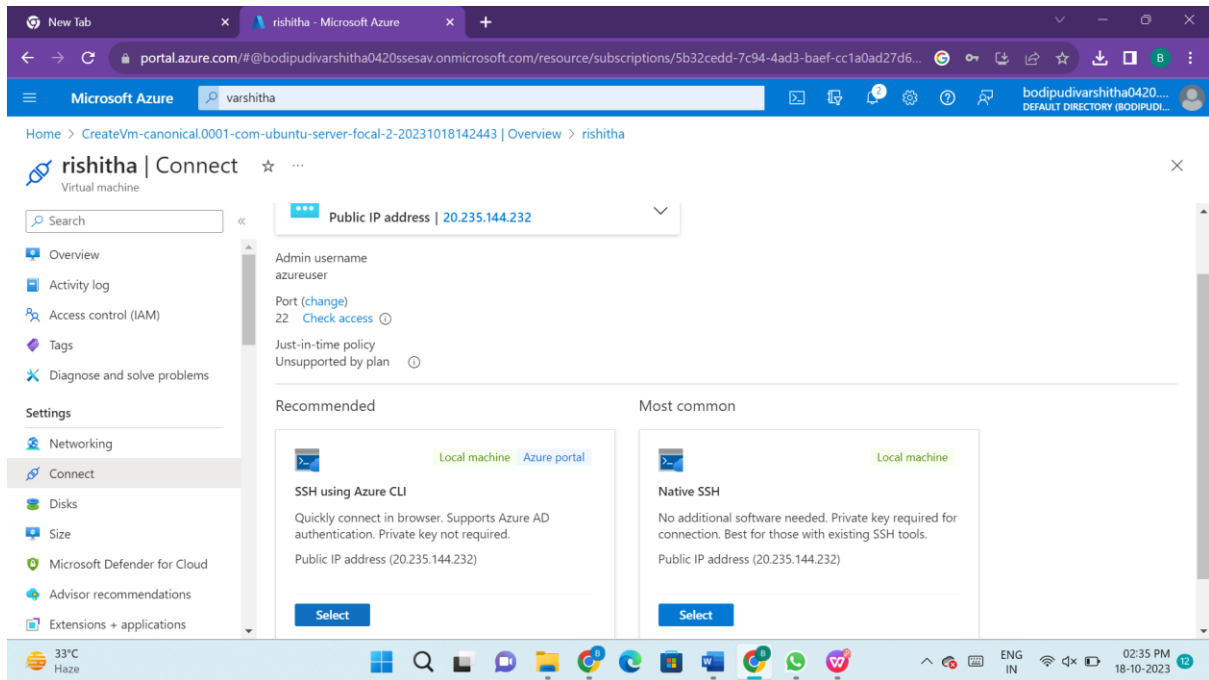 New Tab
rishitha - Microsoft Azure
portal.azure.com/#@bodipudivarshitha0420ssesav.onmicrosoft.com/resource/subscriptions/5b32cedd-7c94-4ad3-baef-cc1a0ad27d6...
B
Microsoft Azure
varshitha
2
bodipudivarshitha0420....
DEFAULT DIRECTORY (BODIPUDI...
Home > CreateVm-canonical.0001-com-ubuntu-server-focal-2-20231018142443 | Overview > rishitha
rishitha | Connect
Virtual machine
Search
Overview
Activity log
Access control (IAM)
Tags
Diagnose and solve problems
Settings
Networking
Connect
Disks
Size
Microsoft Defender for Cloud
Advisor recommendations
Extensions + applications
Public IP address | 20.235.144.232
Admin username
azureuser
Port (change)
22 Check access
Just-in-time policy
Unsupported by plan
Recommended
Local machine Azure portal
SSH using Azure CLI
Quickly connect in browser. Supports Azure AD
authentication. Private key not required.
Public IP address (20.235.144.232)
Select
Most common
Local machine
Native SSH
No additional software needed. Private key required for
connection. Best for those with existing SSH tools.
Public IP address (20.235.144.232)
Select
33°C
Haze
ENG
IN
02:35 PM
18-10-2023
12